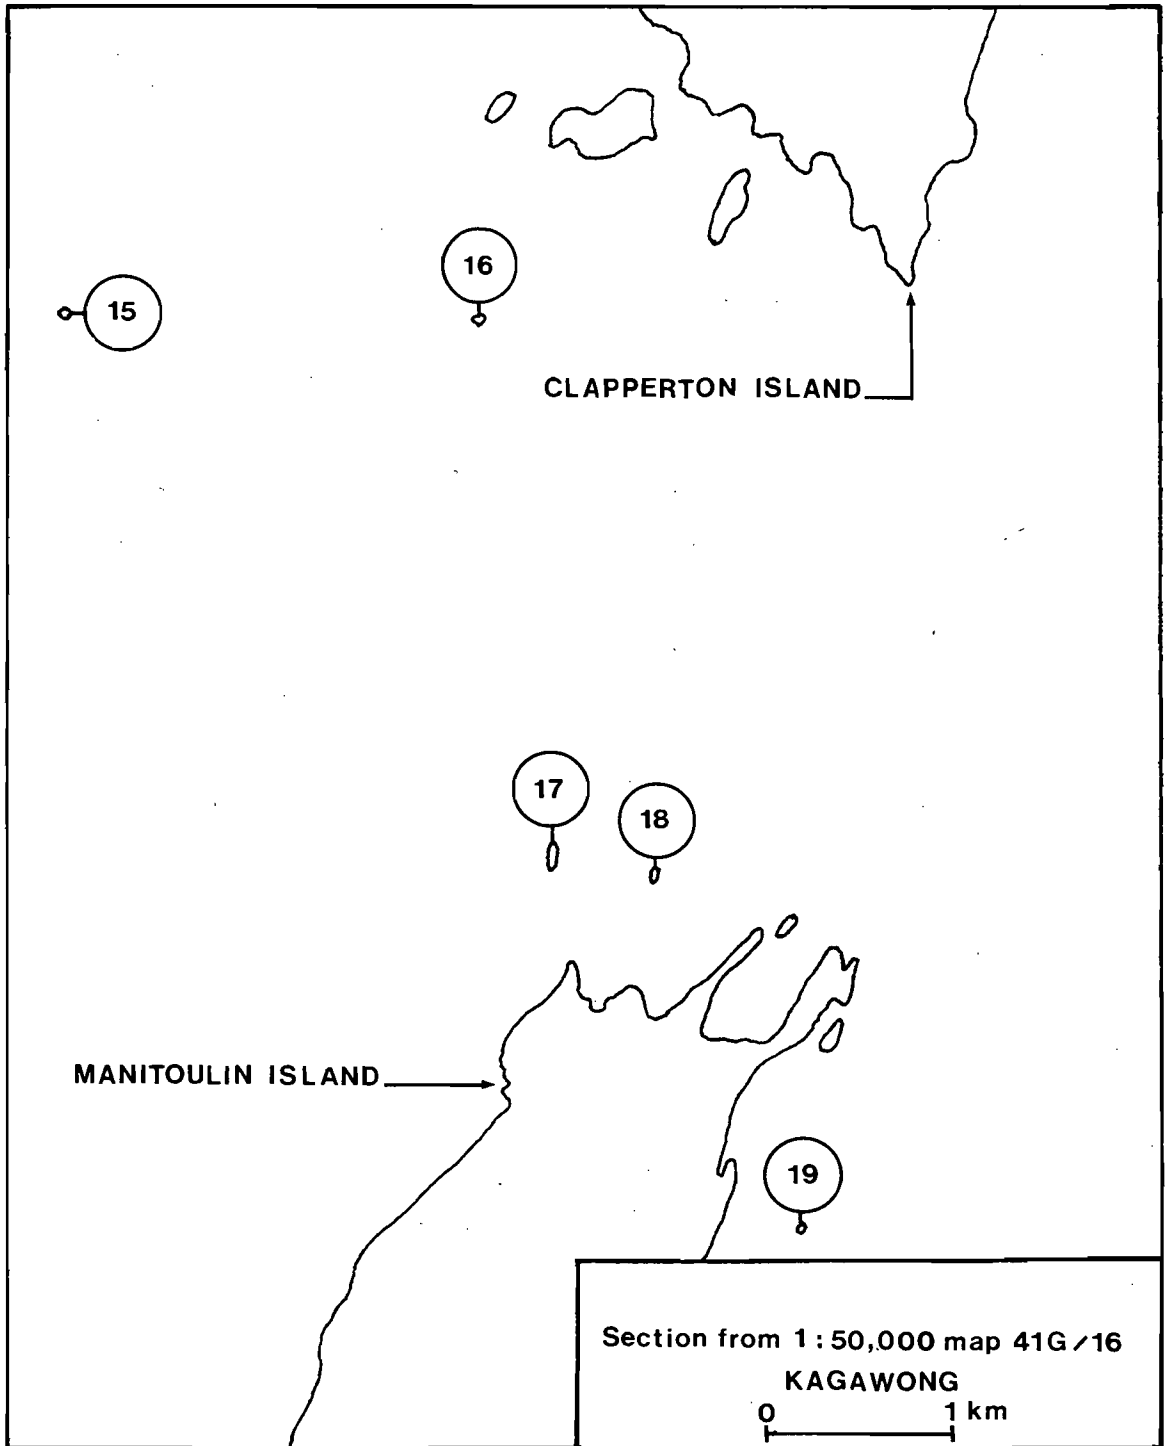 16
15
CLAPPERTON ISLAND
17
18
MANITOULIN ISLAND
19
Section from 1:50,000 map 41G/16
KAGAWONG
0 1 km